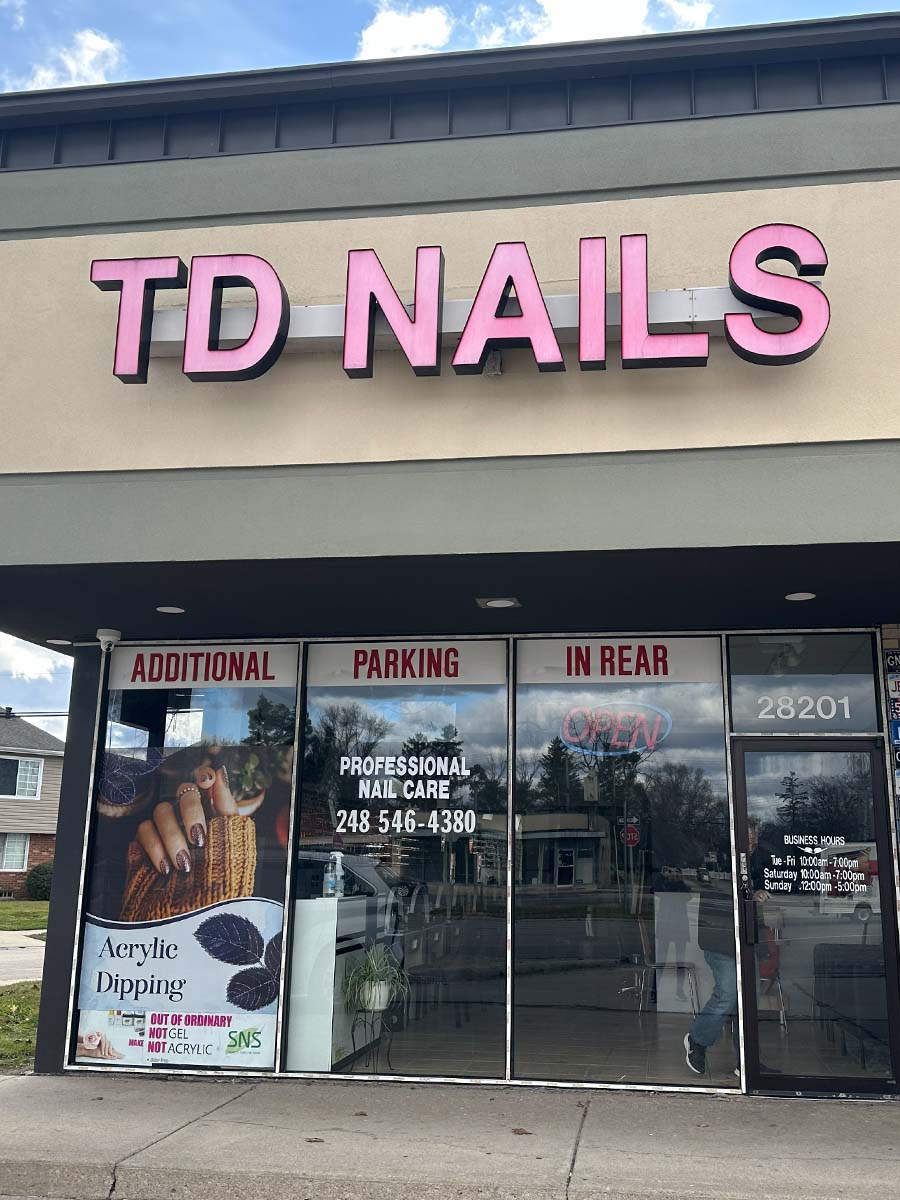 TD NAILS
ADDITIONAL PARKING IN REAR
OPEN
28201
PROFESSIONAL
NAIL CARE
248 546-4380
BUSINESS HOURS
Tue - Fri 10:00am - 7:00pm
Saturday 10:00am - 7:00pm
Sunday 12:00pm - 5:00pm
Acrylic
Dipping
OUT OF ORDINARY
NOT GEL
NOT ACRYLIC
SNS